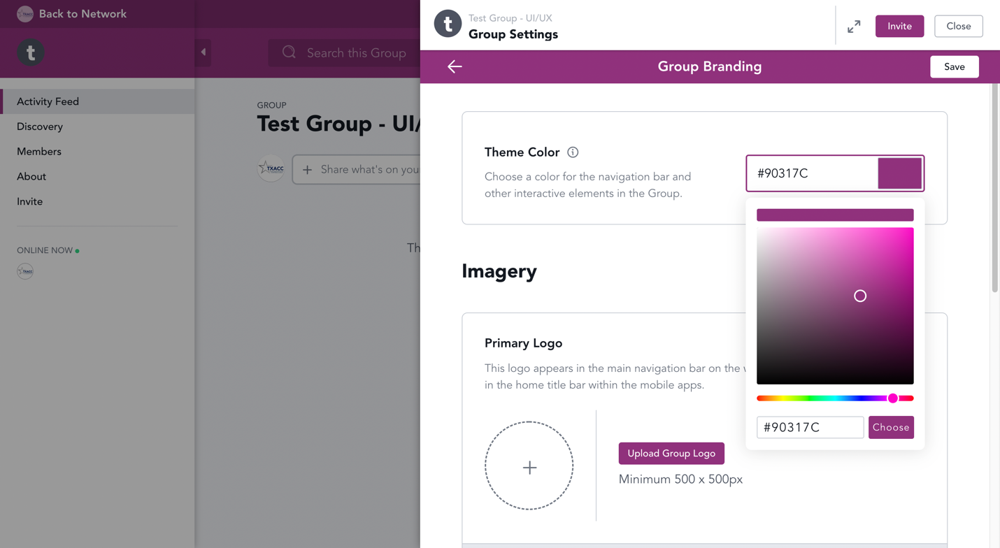 Back to Network
t
Search this Group
Activity Feed
Discovery
Members
About
Invite
ONLINE NOW
TXACC
GROUP
Test Group - UI/
TXACC
Share what's on you
Th
t
Test Group - UI/UX
Group Settings
Invite
Close
Group Branding
Save
Theme Color
Choose a color for the navigation bar and
other interactive elements in the Group.
#90317C
#90317C
Choose
Imagery
Primary Logo
This logo appears in the main navigation bar on the
in the home title bar within the mobile apps.
Upload Group Logo
Minimum 500 x 500px